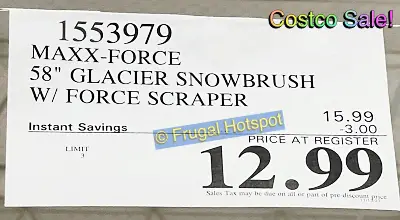 Costco Sale!
1553979
MAXX-FORCE
58" GLACIER SNOWBRUSH
W/ FORCE SCRAPER
15.99
Instant Savings -3.00
© Frugal Hotspot
PRICE AT REGISTER
LIMIT
3
12.99
Sales Tax may be due on all or part of pre discount price